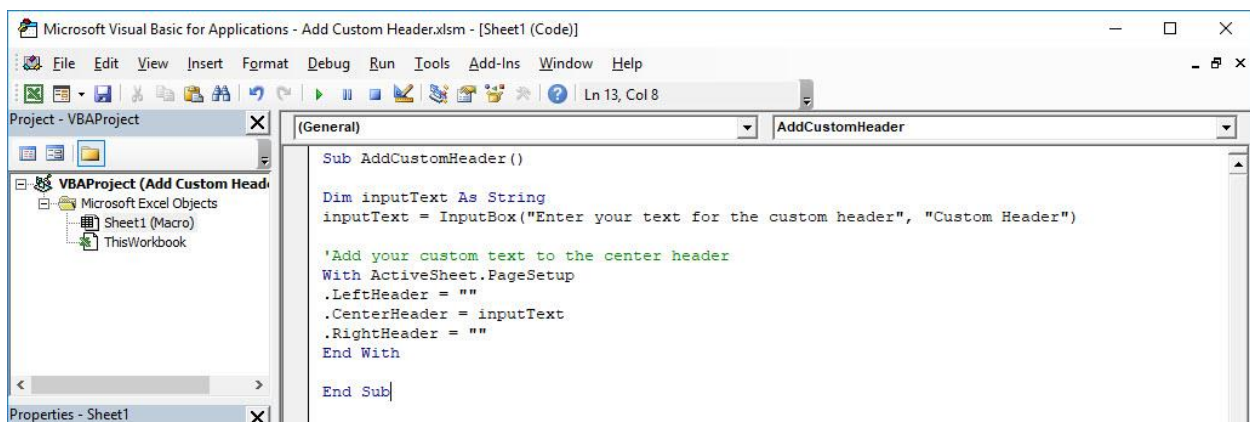 Microsoft Visual Basic for Applications - Add Custom Header.xlsm - [Sheet1 (Code)]
File Edit View Insert Format Debug Run Tools Add-Ins Window Help
Ln 13, Col 8
Project - VBAProject
(General)
AddCustomHeader
VBAProject (Add Custom Head
Microsoft Excel Objects
Sheet1 (Macro)
ThisWorkbook
Properties - Sheet1
Sub AddCustomHeader()
Dim inputText As String
inputText = InputBox("Enter your text for the custom header", "Custom Header")
'Add your custom text to the center header
With ActiveSheet.PageSetup
.LeftHeader = ""
.CenterHeader = inputText
.RightHeader = ""
End With
End Sub